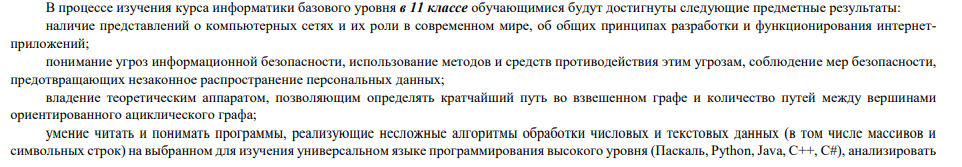 В процессе изучения курса информатики базового уровня в 11 классе обучающимися будут достигнуты следующие предметные результаты:
наличие представлений о компьютерных сетях и их роли в современном мире, об общих принципах разработки и функционирования интернет-
приложений;
понимание угроз информационной безопасности, использование методов и средств противодействия этим угрозам, соблюдение мер безопасности,
предотвращающих незаконное распространение персональных данных;
владение теоретическим аппаратом, позволяющим определять кратчайший путь во взвешенном графе и количество путей между вершинами
ориентированного ациклического графа;
умение читать и понимать программы, реализующие несложные алгоритмы обработки числовых и текстовых данных (в том числе массивов и
символьных строк) на выбранном для изучения универсальном языке программирования высокого уровня (Паскаль, Python, Java, C++, C#), анализировать